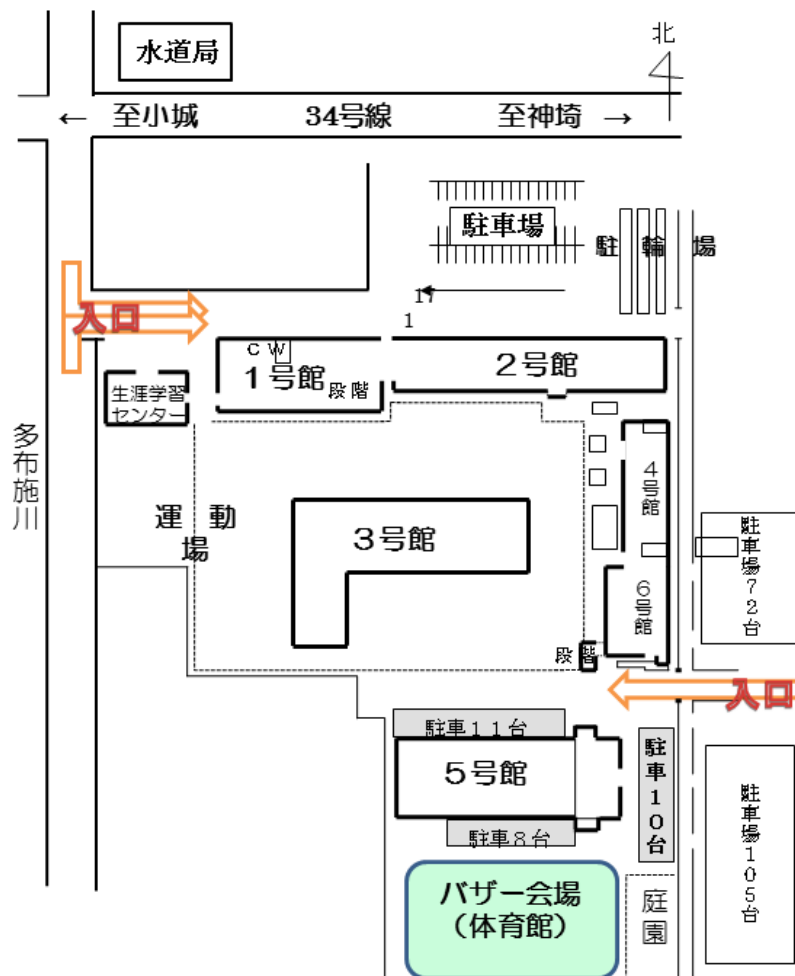 水道局
北
← 至小城 34号線 至神埼 →
駐車場
駐輪場
17
1
入口
CW
1号館
段階
2号館
生涯学習
センター
多布施川
運動
場
3号館
4号館
6号館
駐車場72台
段階
入口
駐車11台
5号館
駐車10台
駐車8台
駐車場105台
バザー会場
(体育館)
庭園